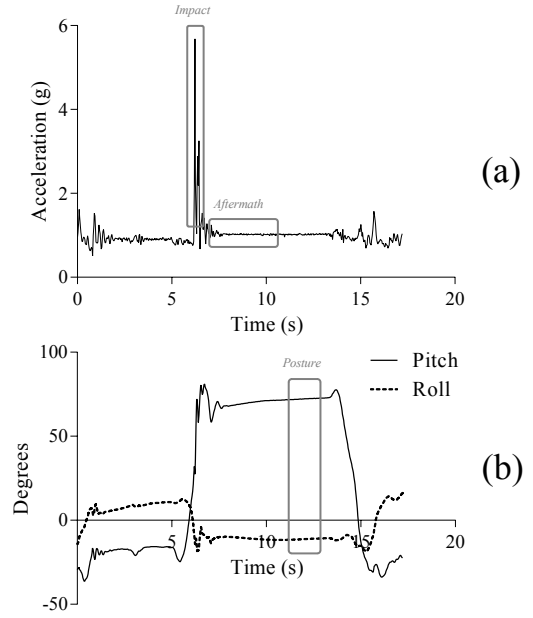 Impact
6
4
2
0
Acceleration (g)
Aftermath
(a)
0 5 10 15 20
Time (s)
100
50
0
-50
Degrees
Posture
Pitch
Roll
(b)
5 10 15 20
Time (s)